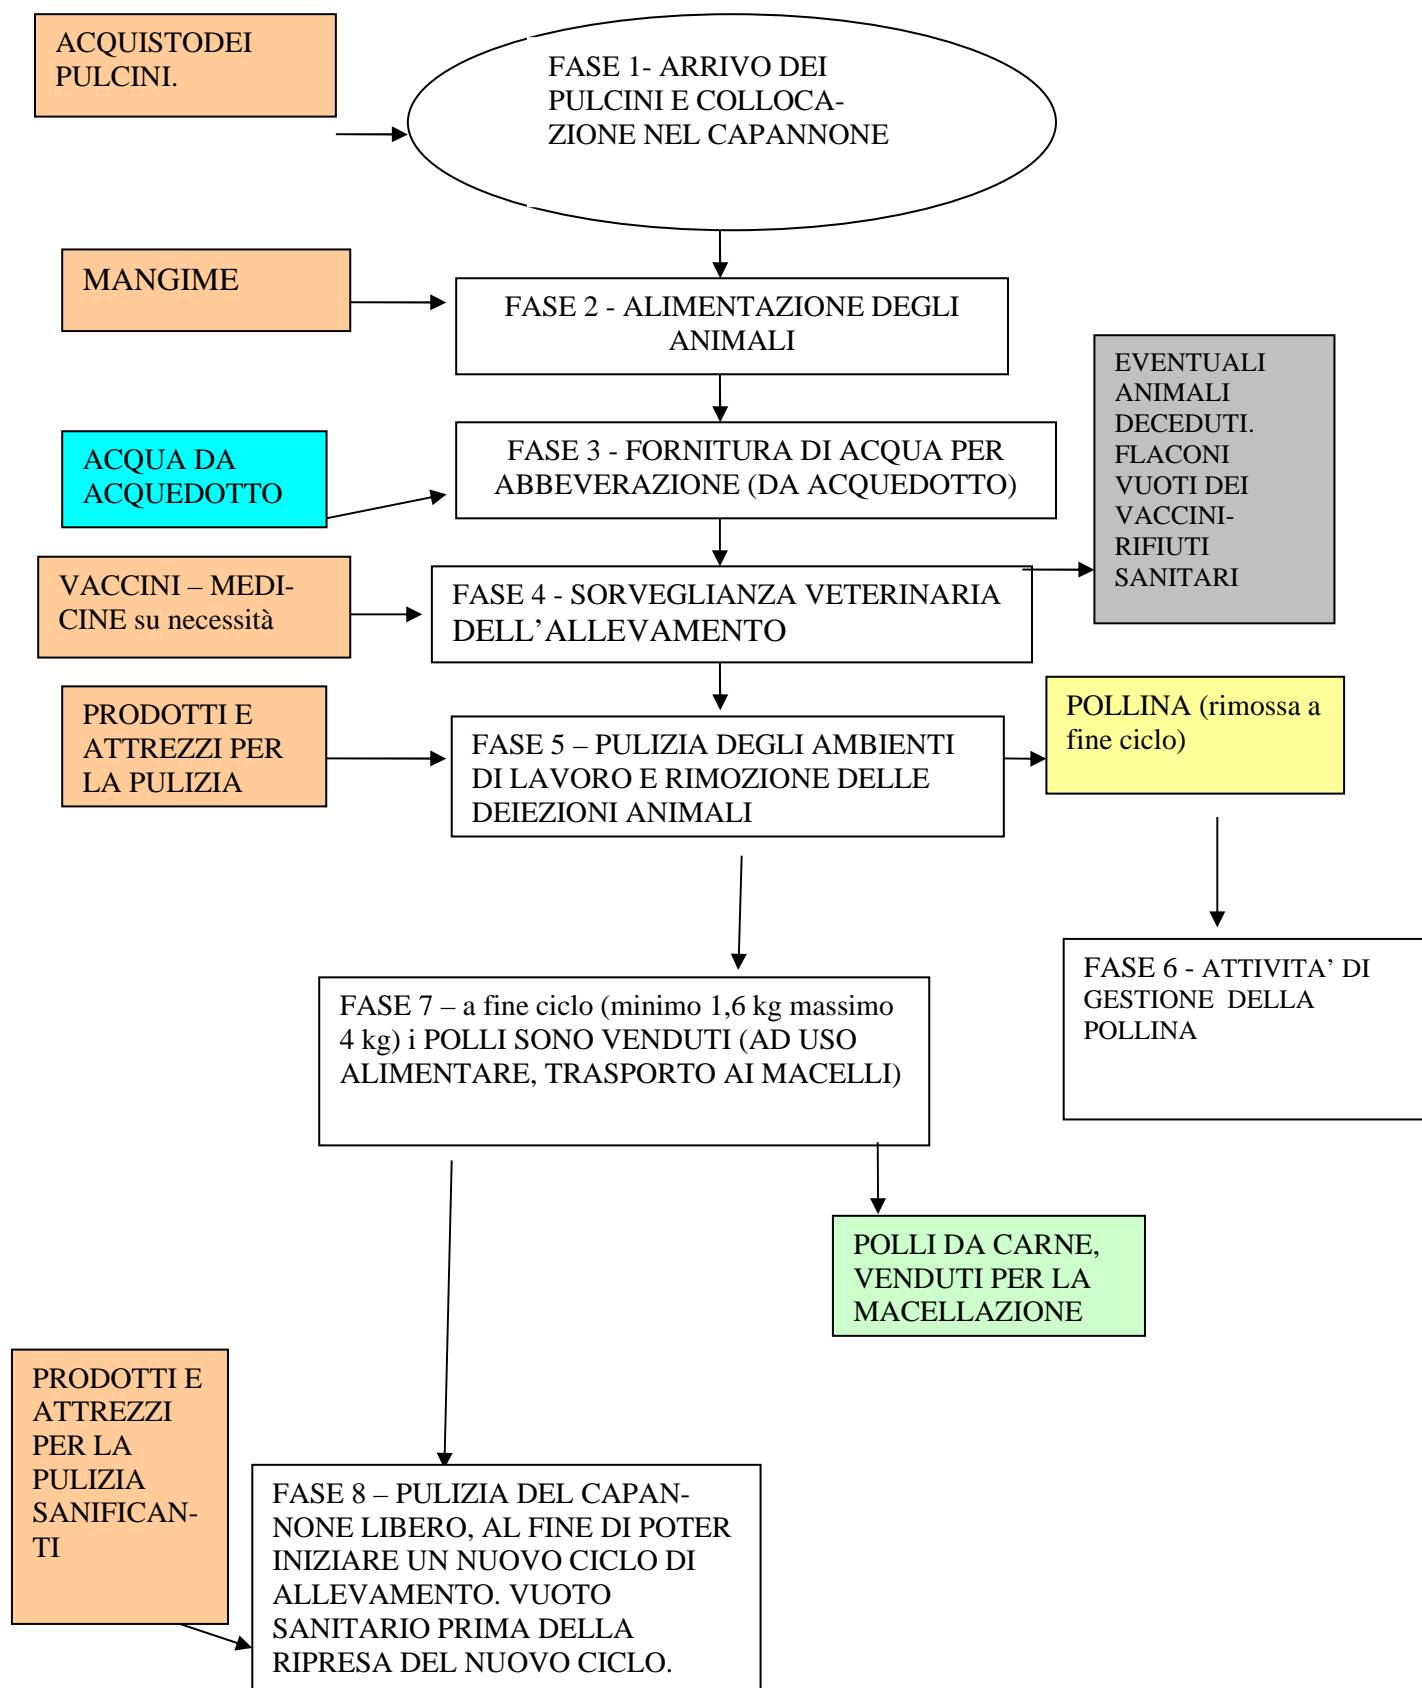 ACQUISTODEI
PULCINI.
FASE 1- ARRIVO DEI
PULCINI E COLLOCA-
ZIONE NEL CAPANNONE
MANGIME
FASE 2 - ALIMENTAZIONE DEGLI
ANIMALI
EVENTUALI
ANIMALI
DECEDUTI.
FLACONI
VUOTI DEI
VACCINI-
RIFIUTI
SANITARI
ACQUA DA
ACQUEDOTTO
FASE 3 - FORNITURA DI ACQUA PER
ABBEVERAZIONE (DA ACQUEDOTTO)
VACCINI – MEDI-
CINE su necessità
FASE 4 - SORVEGLIANZA VETERINARIA
DELL’ALLEVAMENTO
PRODOTTI E
ATTREZZI PER
LA PULIZIA
FASE 5 – PULIZIA DEGLI AMBIENTI
DI LAVORO E RIMOZIONE DELLE
DEIEZIONI ANIMALI
POLLINA (rimossa a
fine ciclo)
FASE 6 - ATTIVITA’ DI
GESTIONE DELLA
POLLINA
FASE 7 – a fine ciclo (minimo 1,6 kg massimo
4 kg) i POLLI SONO VENDUTI (AD USO
ALIMENTARE, TRASPORTO AI MACELLI)
POLLI DA CARNE,
VENDUTI PER LA
MACELLAZIONE
PRODOTTI E
ATTREZZI
PER LA
PULIZIA
SANIFICAN-
TI
FASE 8 – PULIZIA DEL CAPAN-
NONE LIBERO, AL FINE DI POTER
INIZIARE UN NUOVO CICLO DI
ALLEVAMENTO. VUOTO
SANITARIO PRIMA DELLA
RIPRESA DEL NUOVO CICLO.